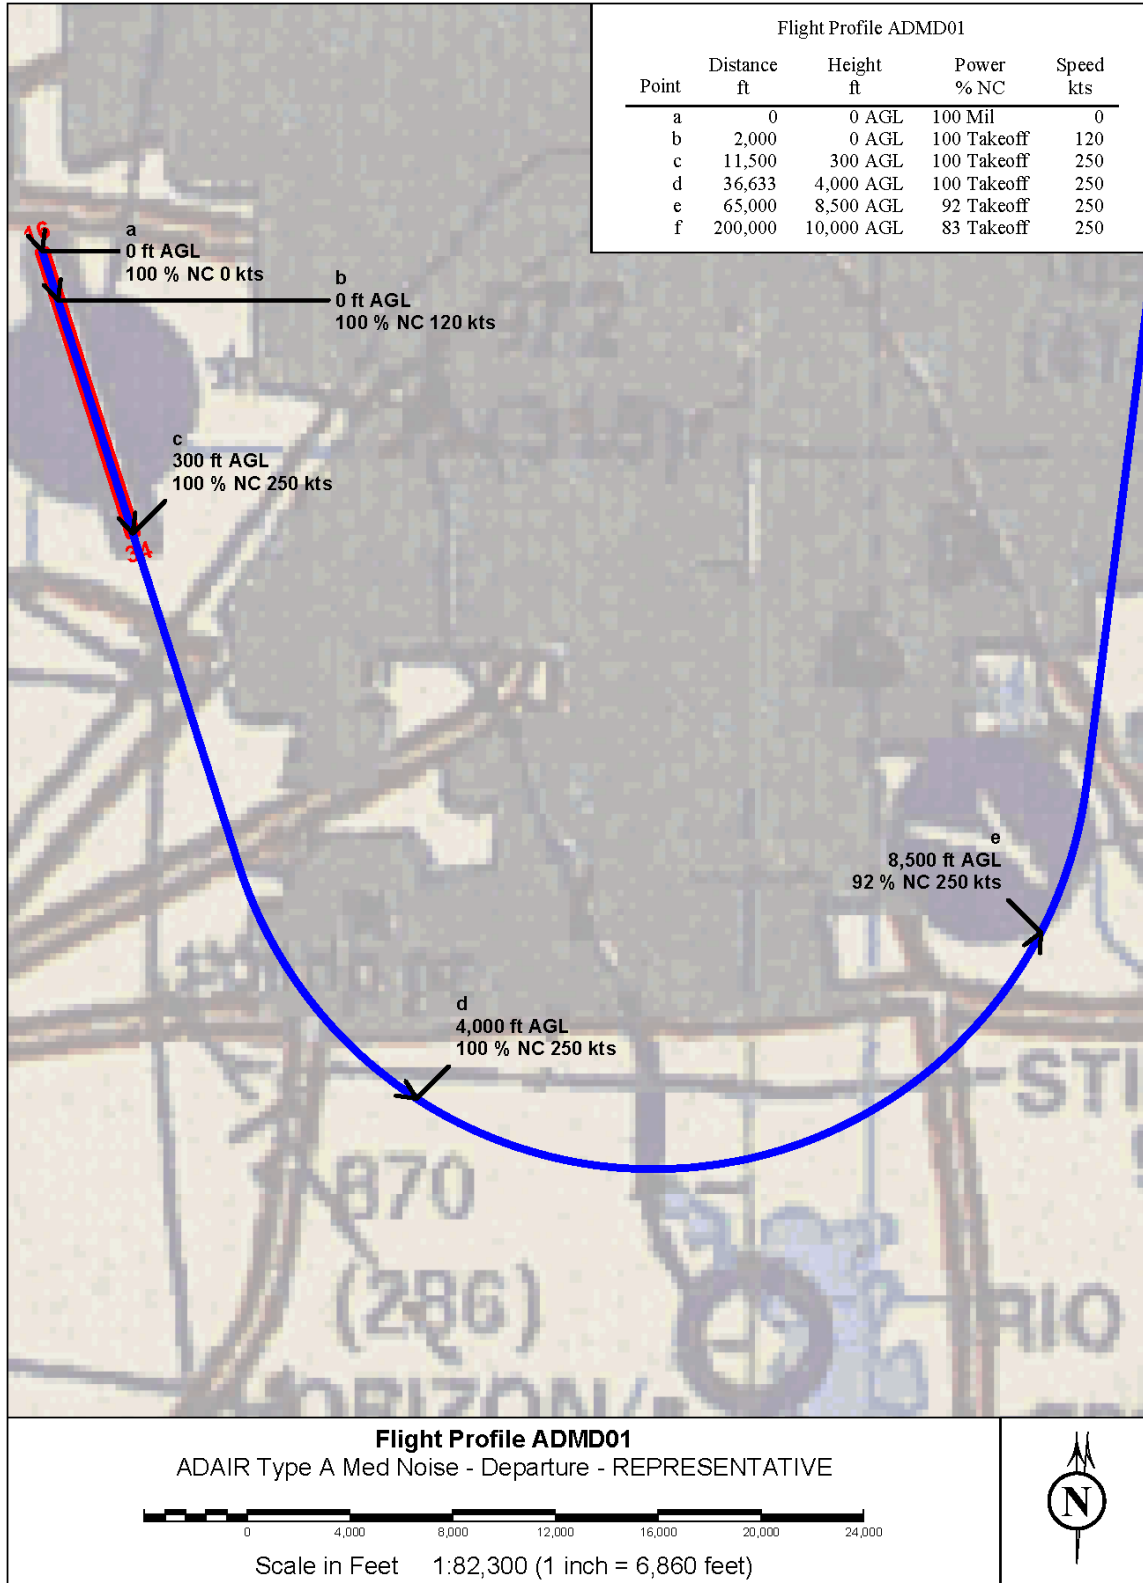 Flight Profile ADMD01
Point Distance ft Height ft Power % NC Speed kts
a 0 0 AGL 100 Mil 0
b 2,000 0 AGL 100 Takeoff 120
c 11,500 300 AGL 100 Takeoff 250
d 36,633 4,000 AGL 100 Takeoff 250
e 65,000 8,500 AGL 92 Takeoff 250
f 200,000 10,000 AGL 83 Takeoff 250
16
a
0 ft AGL
100 % NC 0 kts
b
0 ft AGL
100 % NC 120 kts
c
300 ft AGL
100 % NC 250 kts
34
e
8,500 ft AGL
92 % NC 250 kts
d
4,000 ft AGL
100 % NC 250 kts
STI
870
(286)
RIO
ORIZON/
Flight Profile ADMD01
ADAIR Type A Med Noise - Departure - REPRESENTATIVE
0 4,000 8,000 12,000 16,000 20,000 24,000
Scale in Feet 1:82,300 (1 inch = 6,860 feet)
N